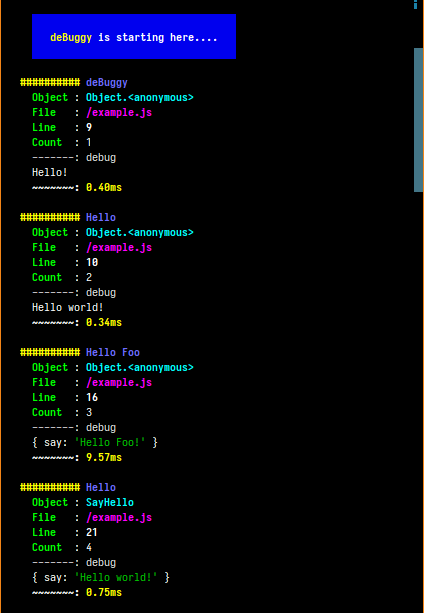 deBuggy is starting here....
########## deBuggy
Object : Object.<anonymous>
File   : /example.js
Line   : 9
Count  : 1
-------: debug
Hello!
~~~~~~~: 0.40ms
########## Hello
Object : Object.<anonymous>
File   : /example.js
Line   : 10
Count  : 2
-------: debug
Hello world!
~~~~~~~: 0.34ms
########## Hello Foo
Object : Object.<anonymous>
File   : /example.js
Line   : 16
Count  : 3
-------: debug
{ say: 'Hello Foo!' }
~~~~~~~: 9.57ms
########## Hello
Object : SayHello
File   : /example.js
Line   : 21
Count  : 4
-------: debug
{ say: 'Hello world!' }
~~~~~~~: 0.75ms